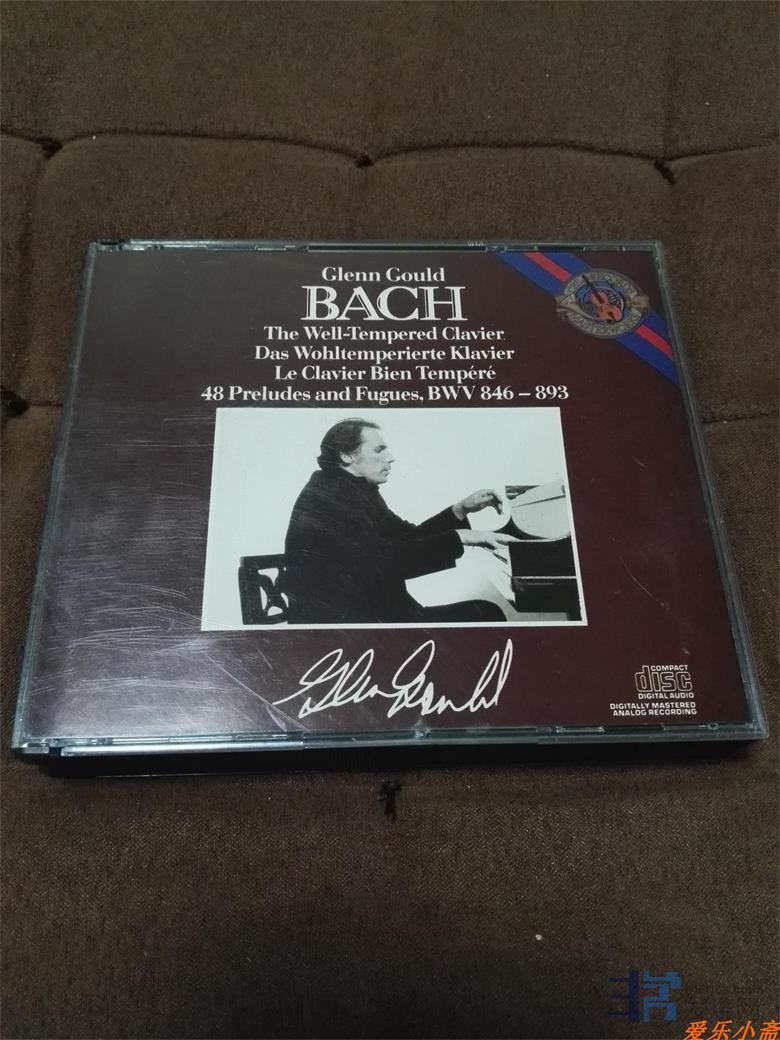 Glenn Gould
BACH
The Well-Tempered Clavier
Das Wohltemperierte Klavier
Le Clavier Bien Tempéré
48 Preludes and Fugues, BWV 846 – 893
Glenn Gould
COMPACT
disc
DIGITAL AUDIO
DIGITALLY MASTERED
ANALOG RECORDING
爱乐小斋